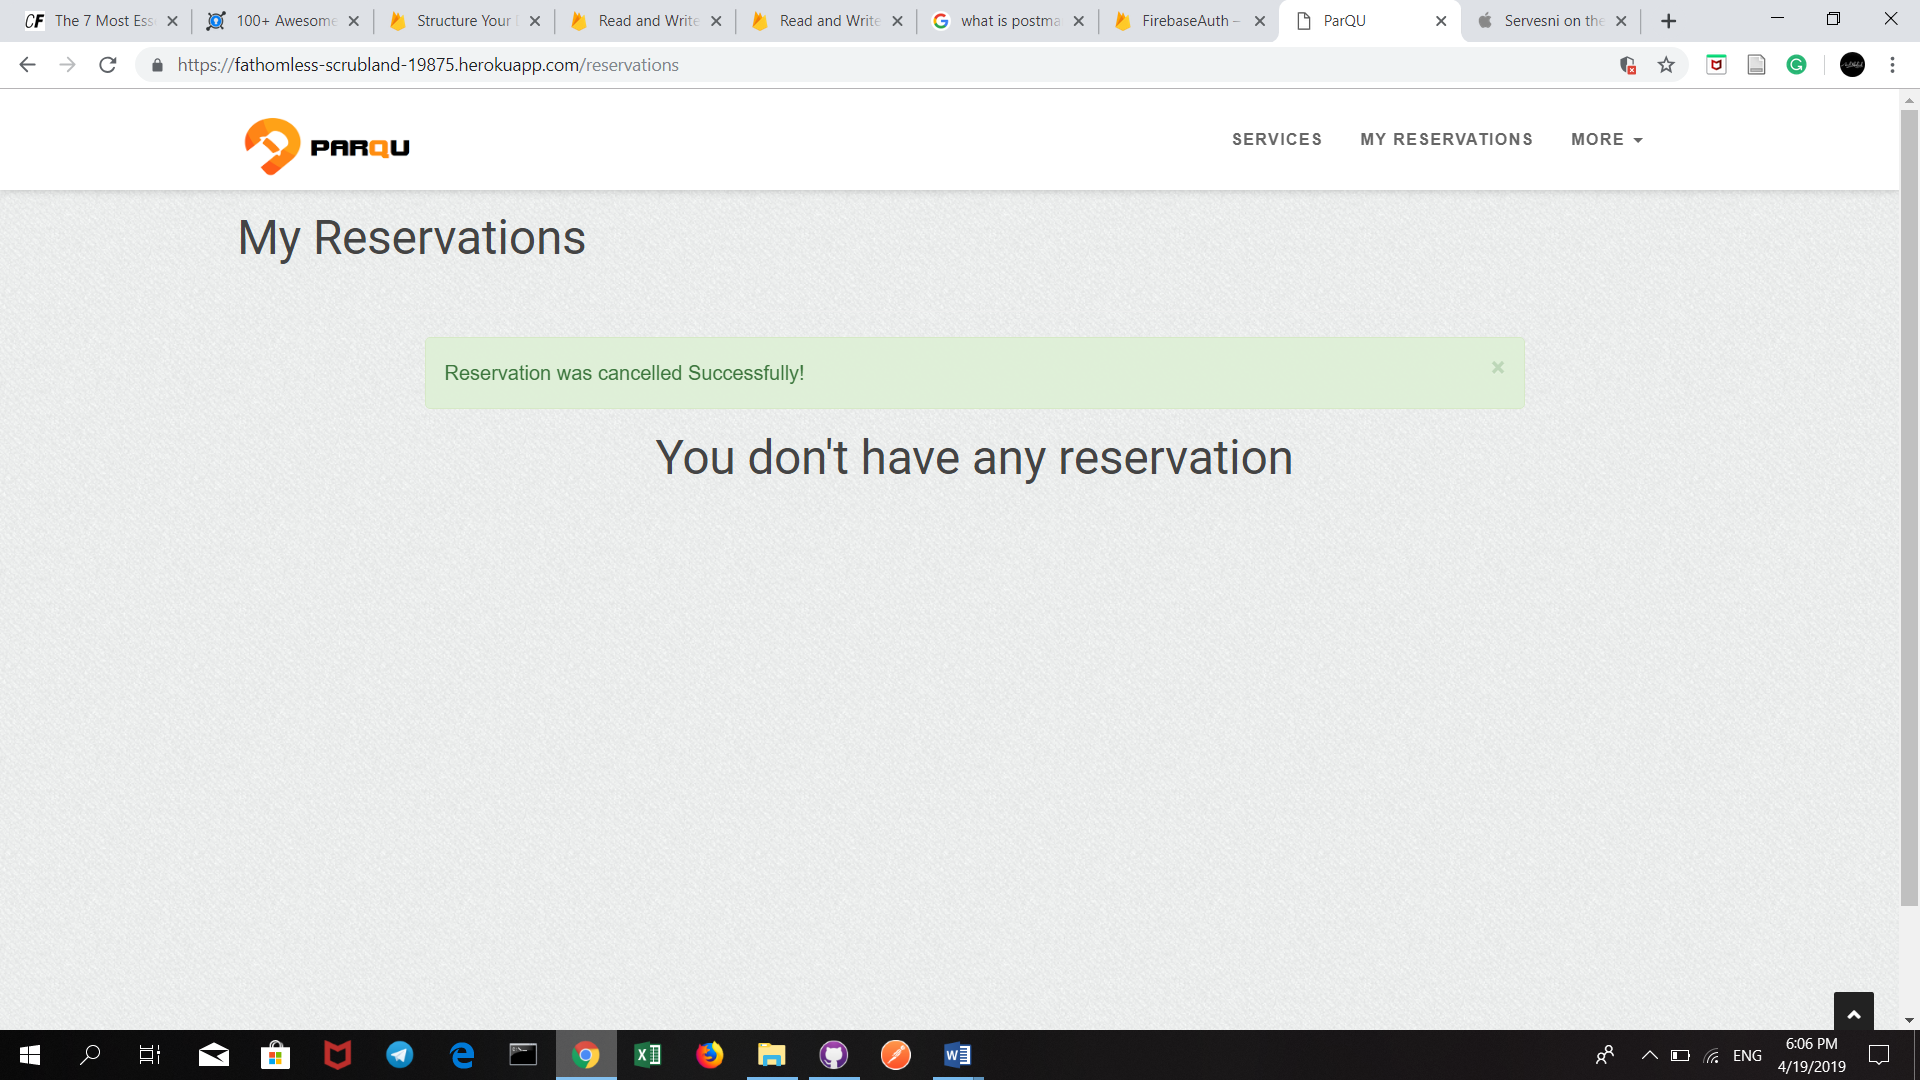 CF The 7 Most Ess
100+ Awesome
Structure Your
Read and Write
Read and Write
what is postma
FirebaseAuth –
ParQU
Servesni on the
https://fathomless-scrubland-19875.herokuapp.com/reservations
PARQU
SERVICES
MY RESERVATIONS
MORE
My Reservations
Reservation was cancelled Successfully!
×
You don't have any reservation
ENG
6:06 PM
4/19/2019